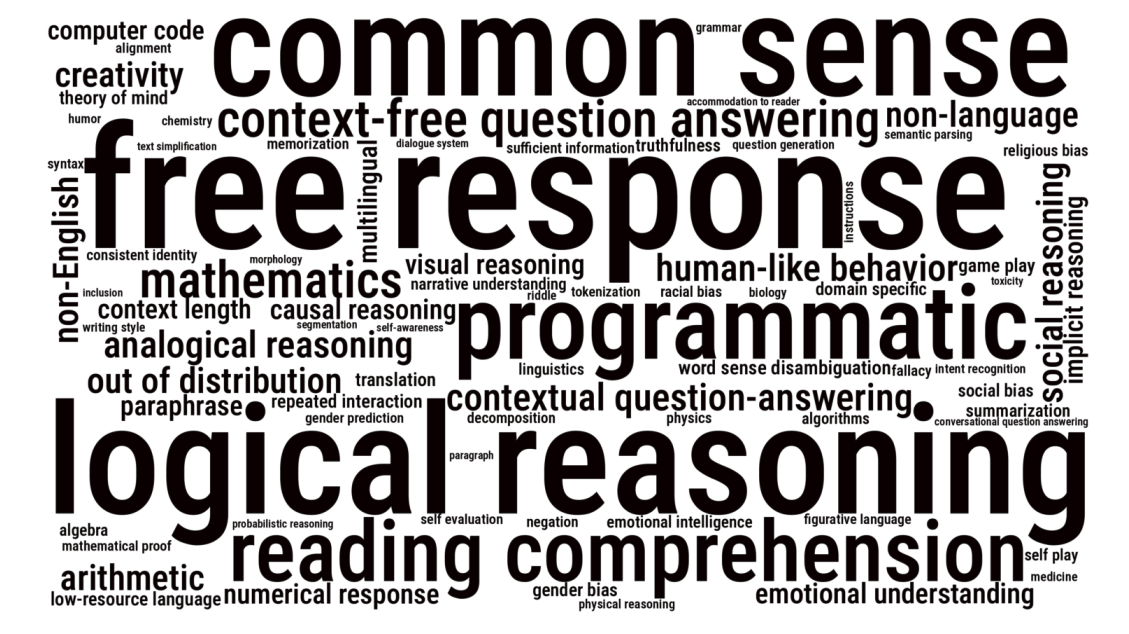 computer code
common sense
grammar
alignment
creativity
theory of mind
accommodation to reader
context-free question answering
non-language
humor
chemistry
semantic parsing
text simplification
memorization
dialogue system
sufficient information
truthfulness
question generation
religious bias
syntax
free response
multilingual
instructions
non-English
social reasoning
implicit reasoning
consistent identity
morphology
mathematics
visual reasoning
human-like behavior
game play
narrative understanding
toxicity
inclusion
riddle
tokenization
racial bias
biology
domain specific
context length
causal reasoning
programmatic
writing style
segmentation
self-awareness
analogical reasoning
linguistics
word sense disambiguation
fallacy
intent recognition
out of distribution
translation
contextual question-answering
social bias
paraphrase
repeated interaction
summarization
gender prediction
decomposition
physics
algorithms
conversational question answering
logical reasoning
paragraph
algebra
probabilistic reasoning
self evaluation
negation
emotional intelligence
figurative language
mathematical proof
reading comprehension
self play
arithmetic
medicine
low-resource language
numerical response
gender bias
emotional understanding
physical reasoning